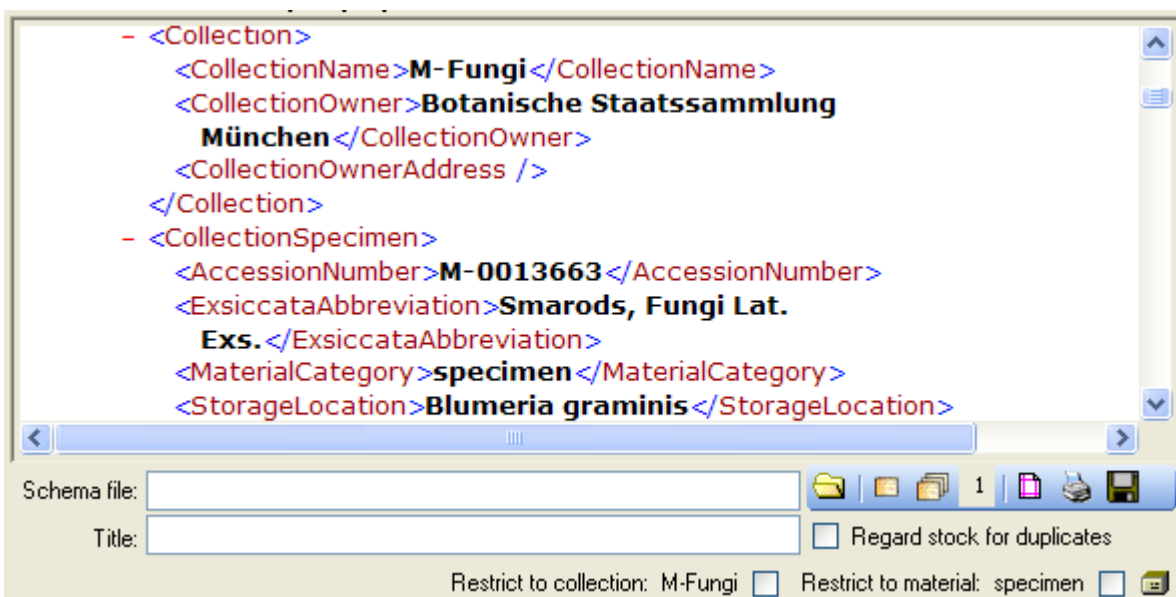 – <Collection>
<CollectionName>M-Fungi</CollectionName>
<CollectionOwner>Botanische Staatssammlung
München</CollectionOwner>
<CollectionOwnerAddress />
</Collection>
– <CollectionSpecimen>
<AccessionNumber>M-0013663</AccessionNumber>
<ExsiccataAbbreviation>Smarods, Fungi Lat.
Exs.</ExsiccataAbbreviation>
<MaterialCategory>specimen</MaterialCategory>
<StorageLocation>Blumeria graminis</StorageLocation>
Schema file: 1
Title: Regard stock for duplicates
Restrict to collection: M-Fungi Restrict to material: specimen